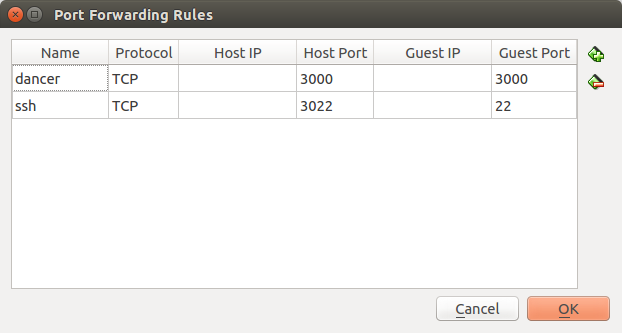 Port Forwarding Rules
Name Protocol Host IP Host Port Guest IP Guest Port
dancer TCP 3000 3000
ssh TCP 3022 22
Cancel OK